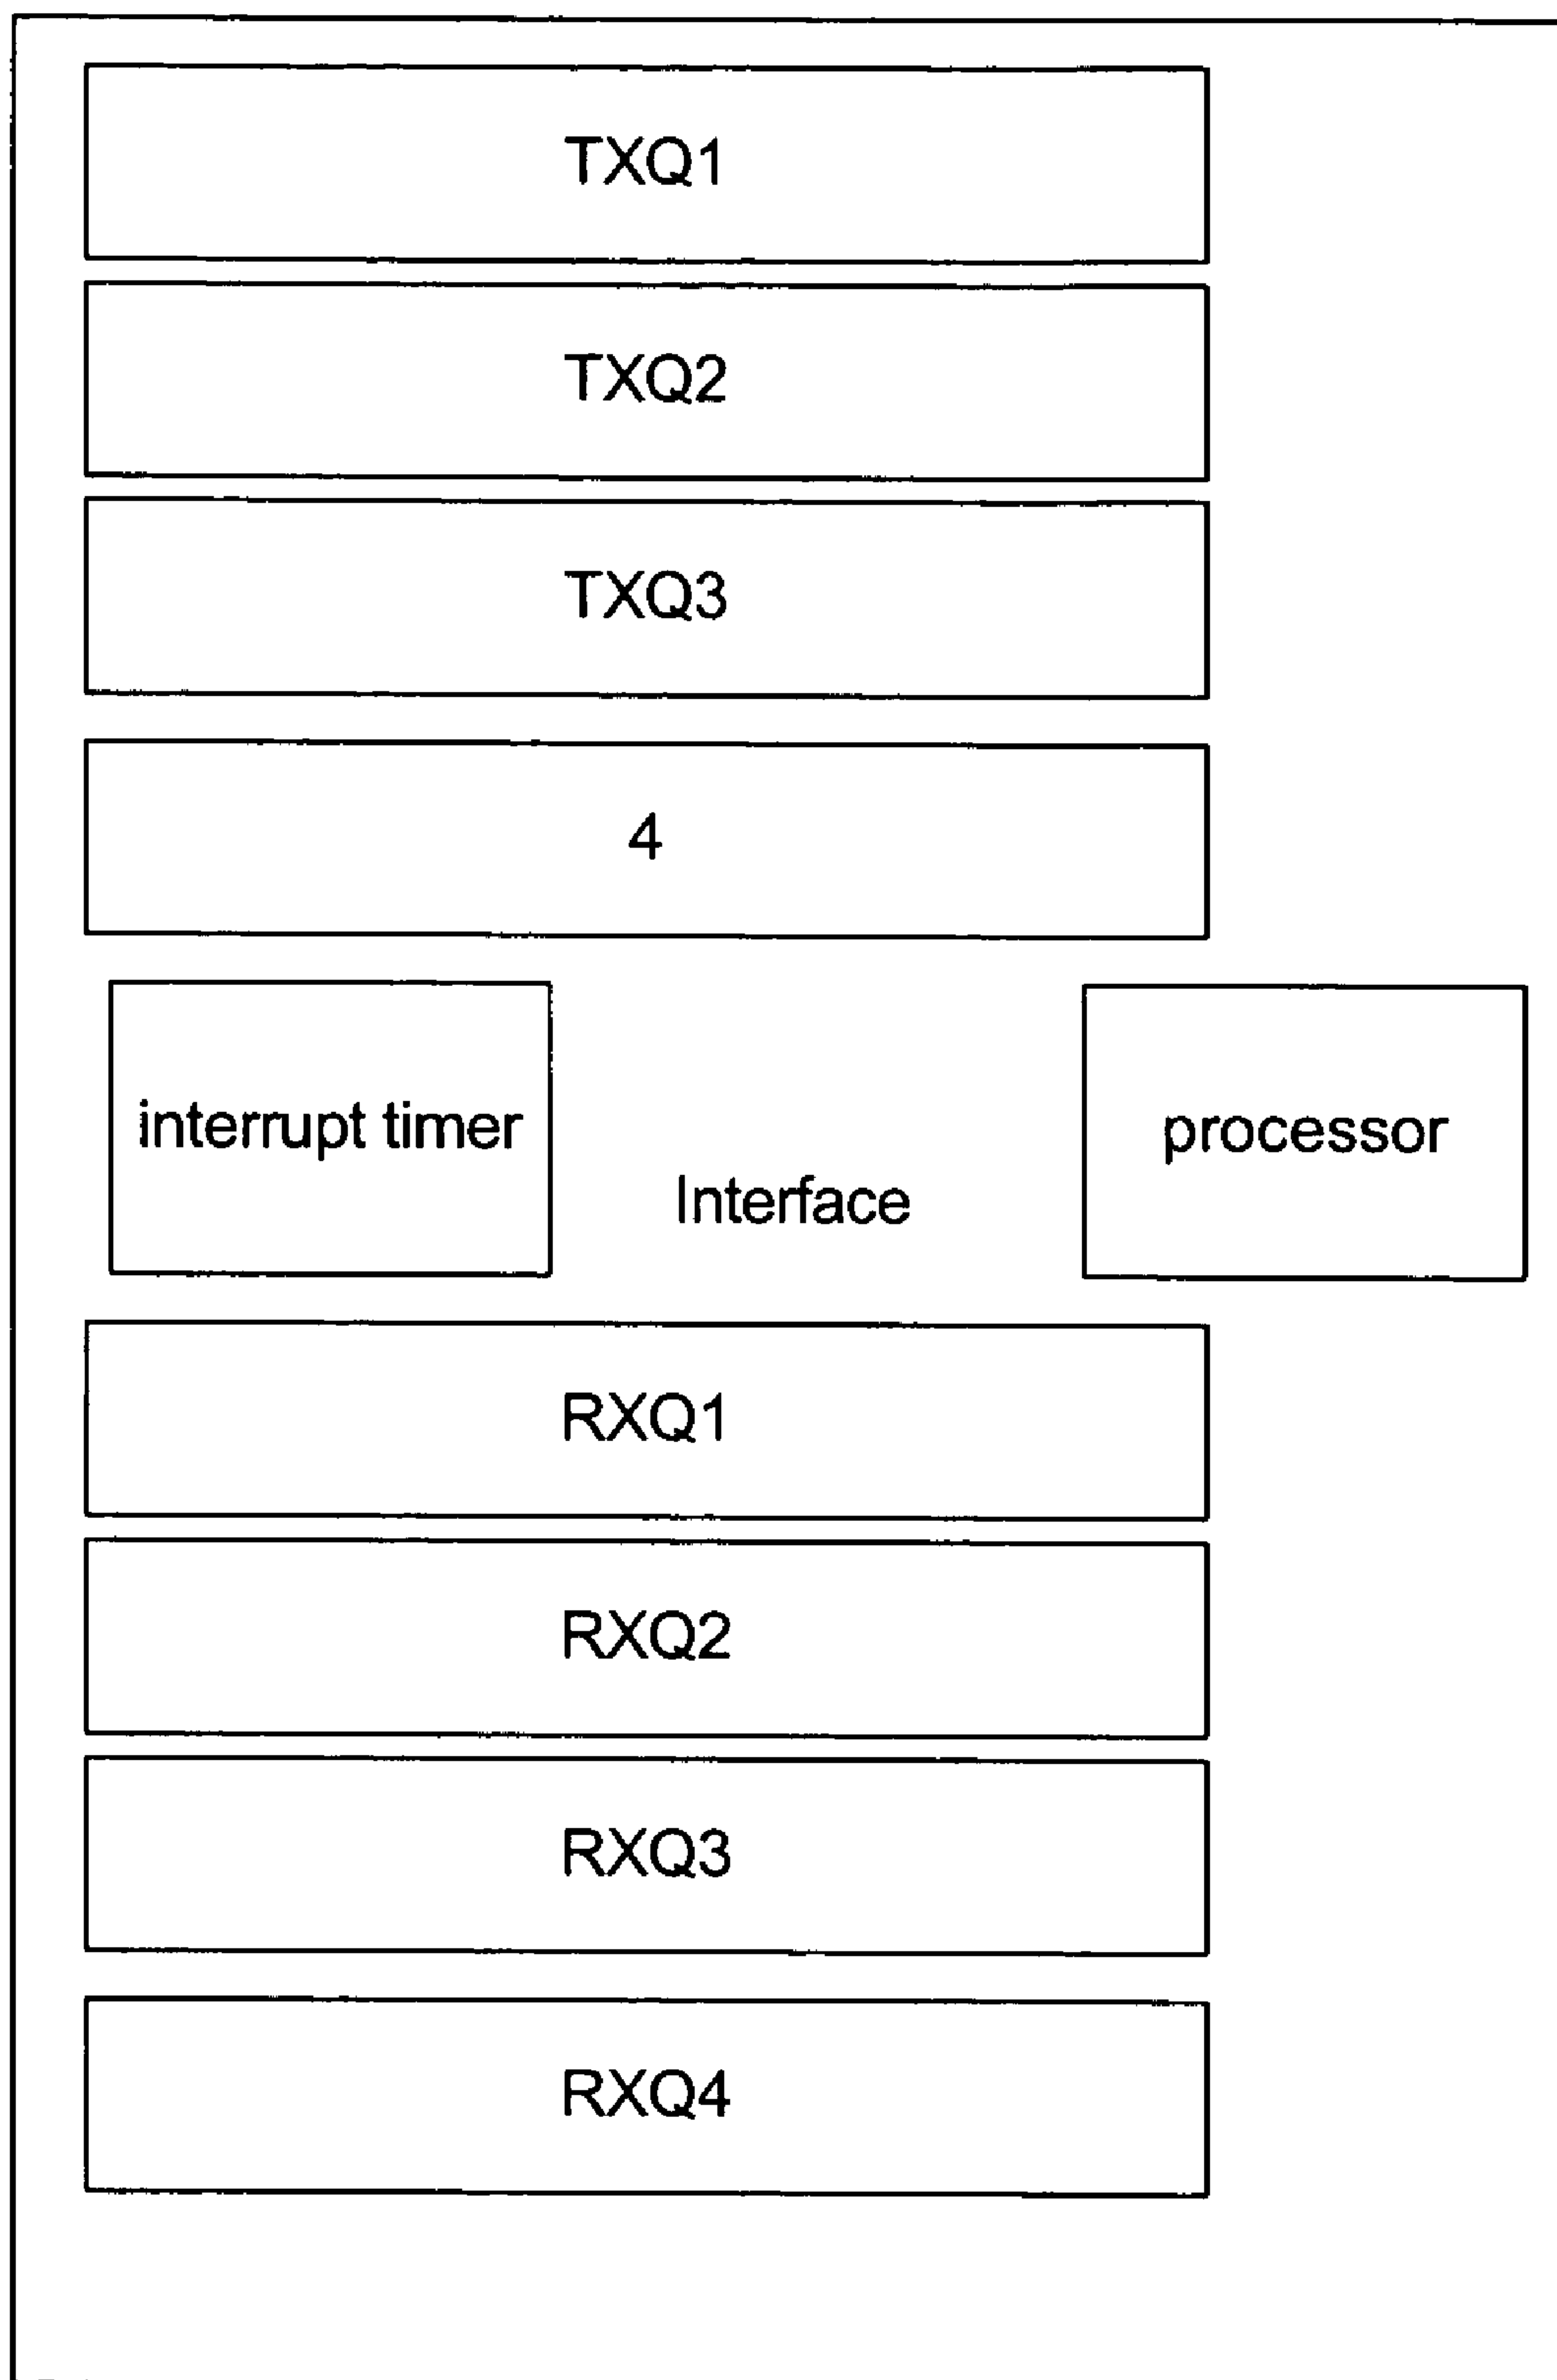 TXQ1
TXQ2
TXQ3
4
interrupt timer
processor
Interface
RXQ1
RXQ2
RXQ3
RXQ4